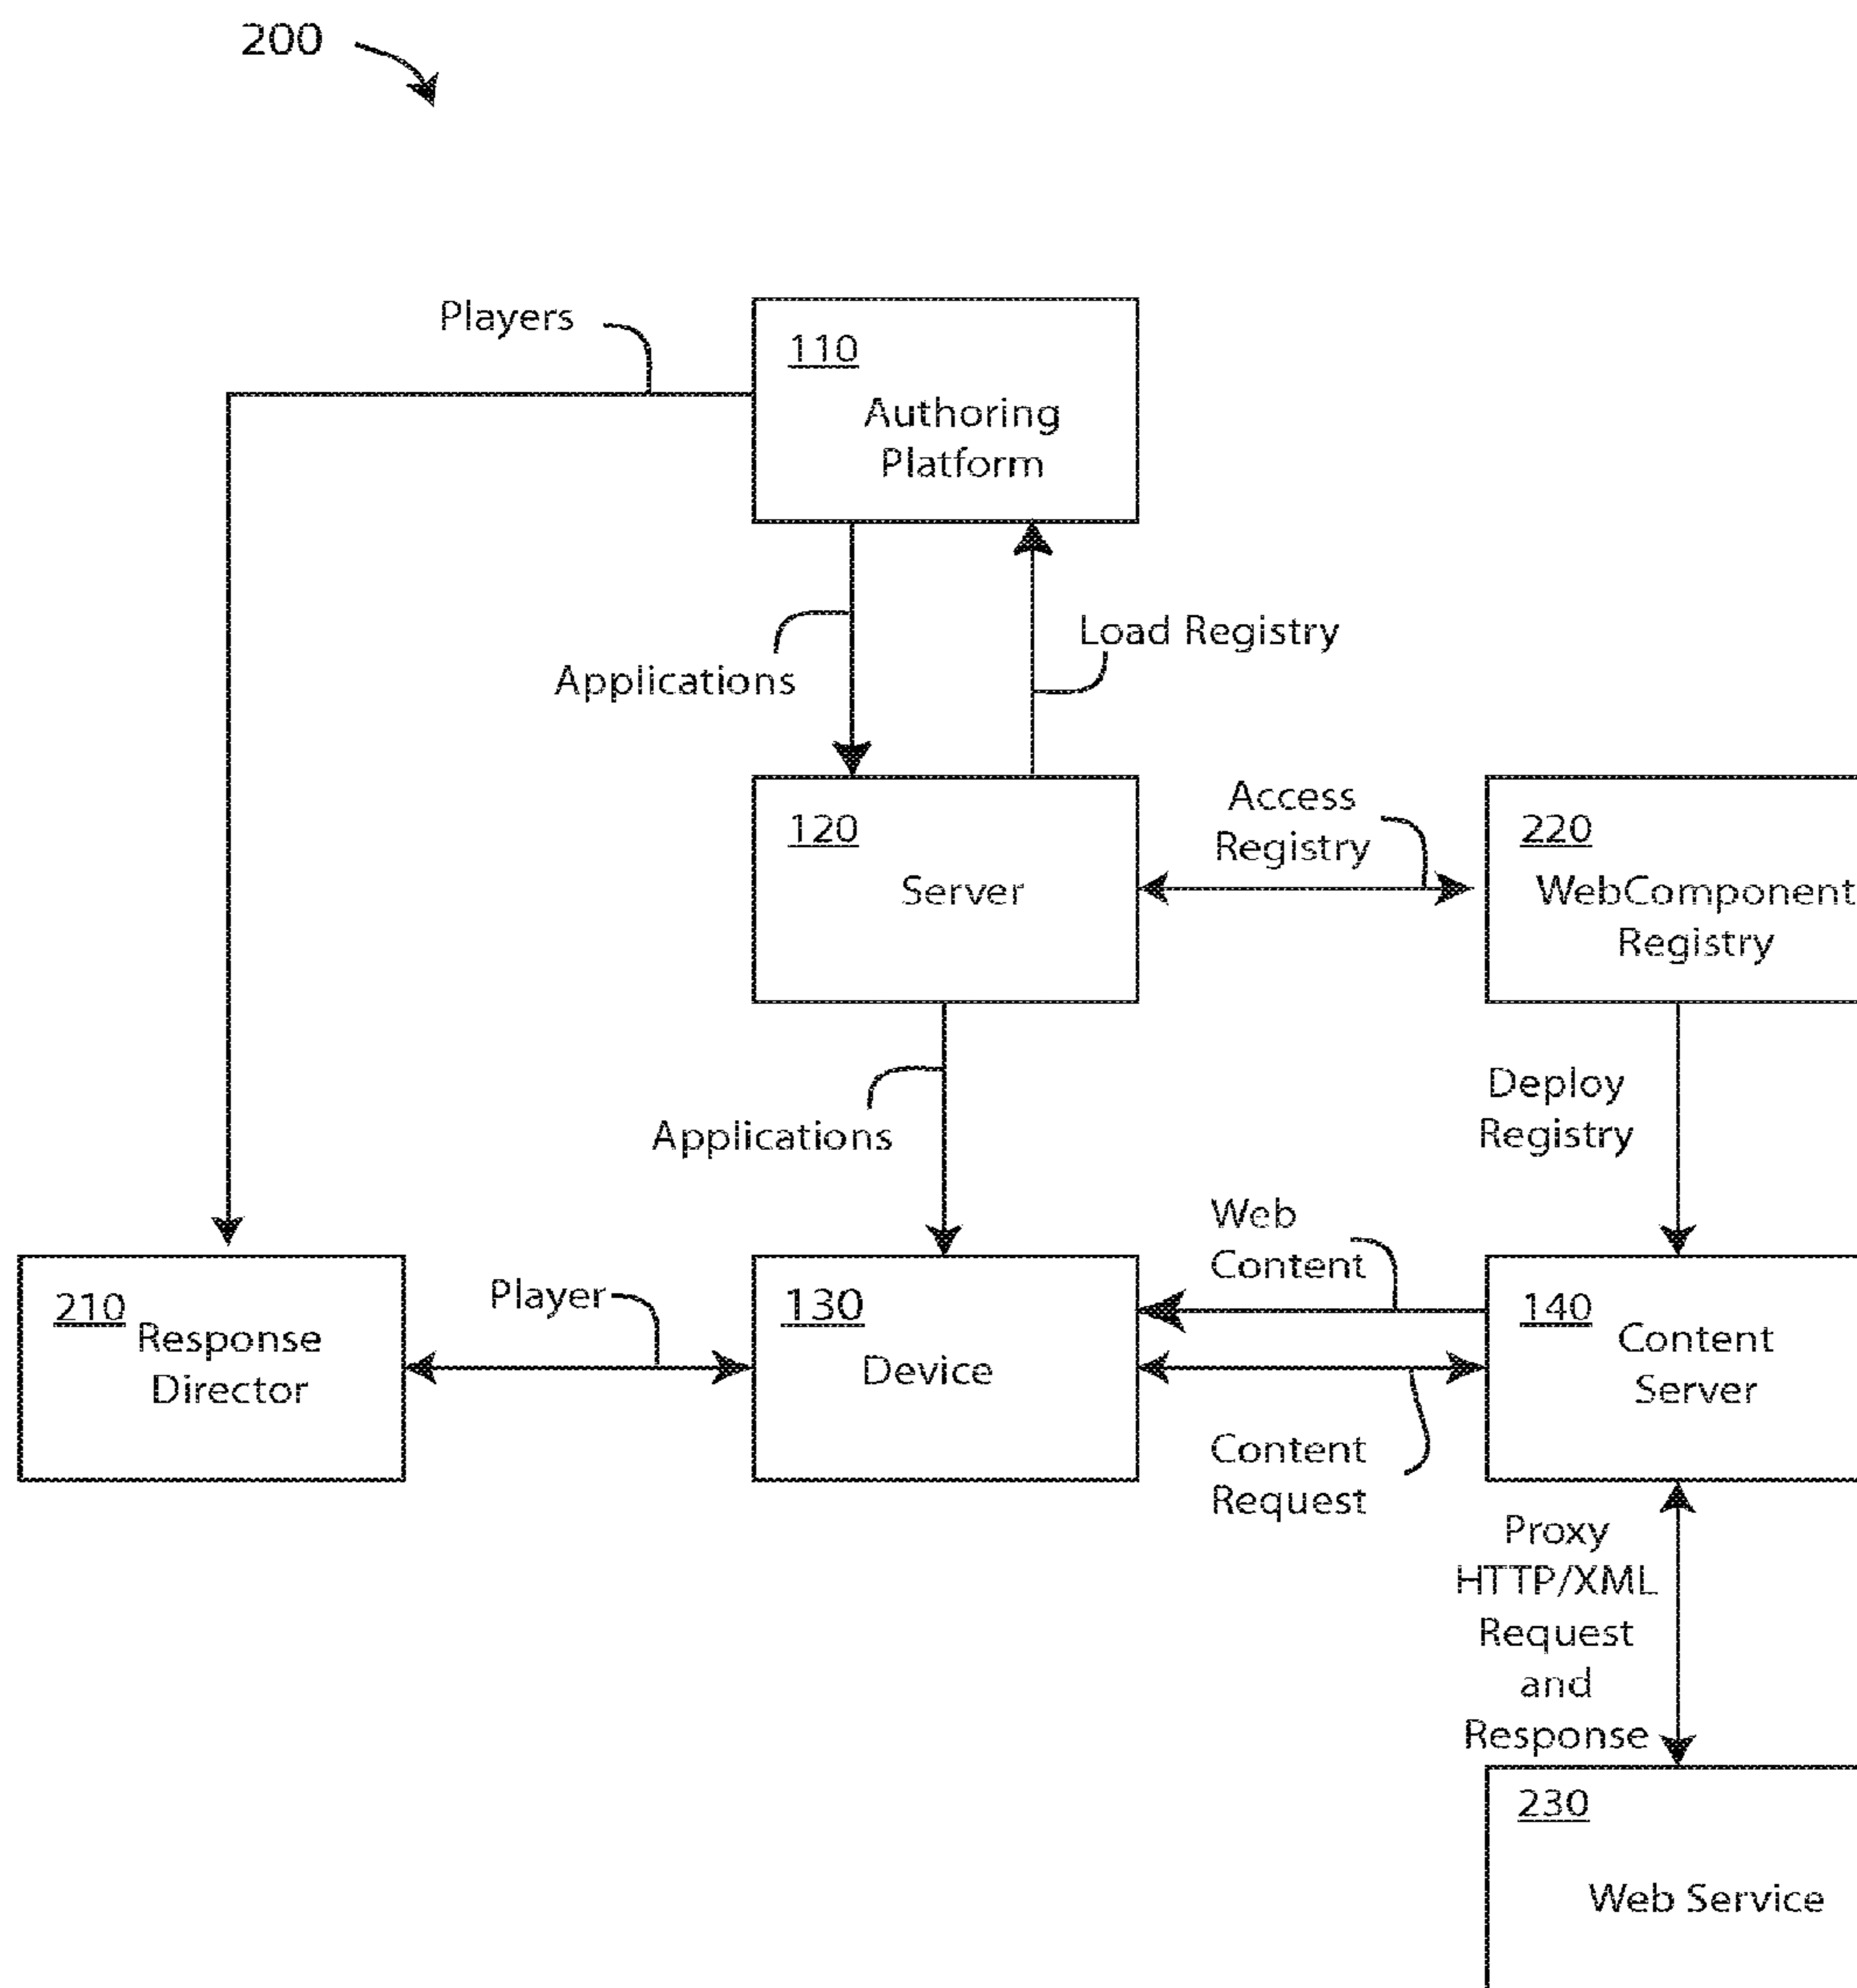 200
Players
110
Authoring
Platform
Applications
Load Registry
120
Server
Access
Registry
220
WebComponent
Registry
Applications
Deploy
Registry
210
Response
Director
Player
130
Device
Web
Content
Content
Request
140
Content
Server
Proxy
HTTP/XML
Request
and
Response
230
Web Service